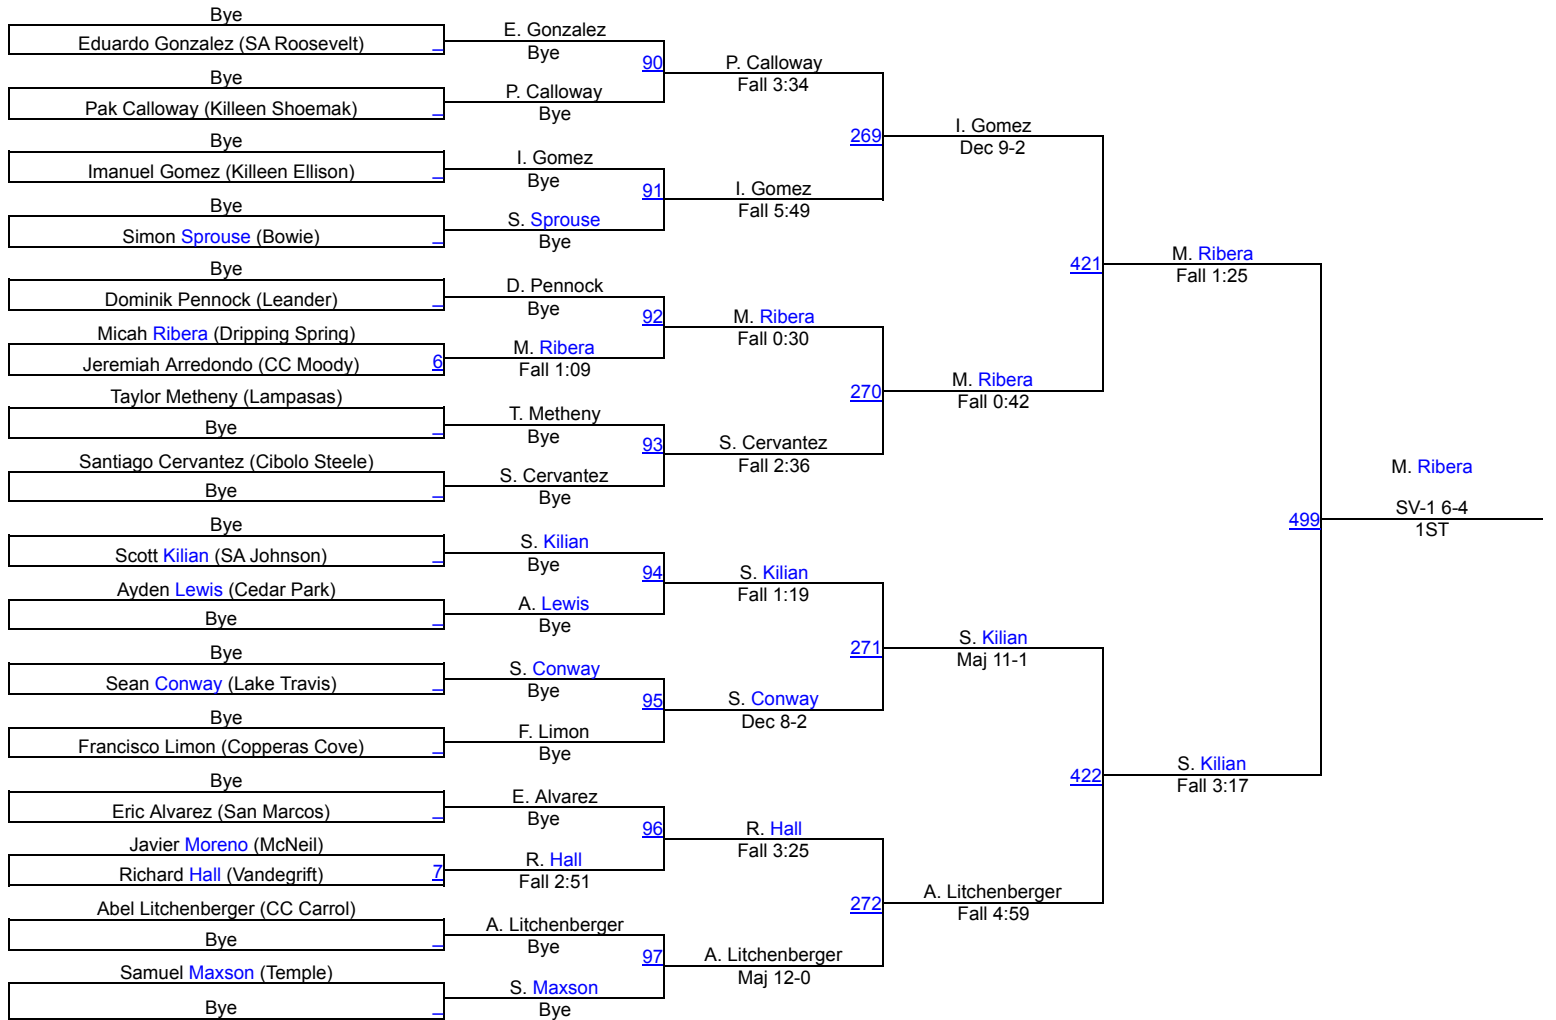 Bye
Eduardo Gonzalez (SA Roosevelt)
Bye
Pak Calloway (Killeen Shoemak)
Bye
Imanuel Gomez (Killeen Ellison)
Bye
Simon Sprouse (Bowie)
Bye
Dominik Pennock (Leander)
Micah Ribera (Dripping Spring)
Jeremiah Arredondo (CC Moody)
6
Taylor Metheny (Lampasas)
Bye
Santiago Cervantez (Cibolo Steele)
Bye
Bye
Scott Kilian (SA Johnson)
Ayden Lewis (Cedar Park)
Bye
Bye
Sean Conway (Lake Travis)
Bye
Francisco Limon (Copperas Cove)
Bye
Eric Alvarez (San Marcos)
Javier Moreno (McNeil)
Richard Hall (Vandegrift)
7
Abel Litchenberger (CC Carrol)
Bye
Samuel Maxson (Temple)
Bye
E. Gonzalez
Bye
90
P. Calloway
Bye
I. Gomez
Bye
91
S. Sprouse
Bye
D. Pennock
Bye
92
M. Ribera
Fall 1:09
T. Metheny
Bye
93
S. Cervantez
Bye
S. Kilian
Bye
94
A. Lewis
Bye
S. Conway
Bye
95
F. Limon
Bye
E. Alvarez
Bye
96
R. Hall
Fall 2:51
A. Litchenberger
Bye
97
S. Maxson
Bye
P. Calloway
Fall 3:34
269
I. Gomez
Fall 5:49
M. Ribera
Fall 0:30
270
S. Cervantez
Fall 2:36
S. Kilian
Fall 1:19
271
S. Conway
Dec 8-2
R. Hall
Fall 3:25
272
A. Litchenberger
Maj 12-0
I. Gomez
Dec 9-2
421
M. Ribera
Fall 0:42
S. Kilian
Maj 11-1
422
A. Litchenberger
Fall 4:59
M. Ribera
Fall 1:25
499
S. Kilian
Fall 3:17
M. Ribera
SV-1 6-4
1ST